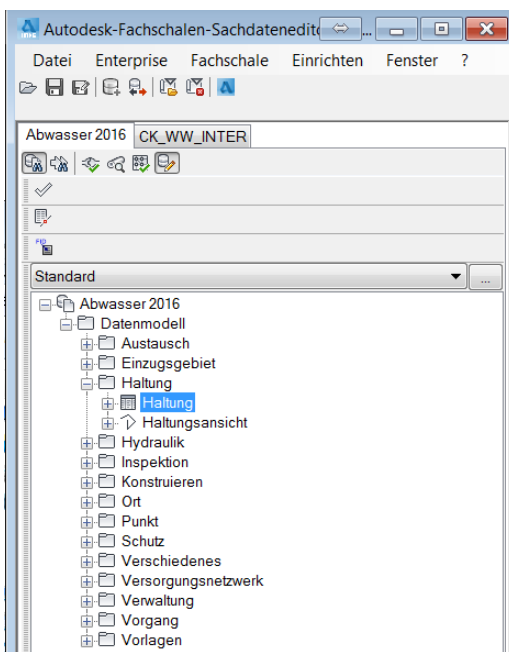 Autodesk-Fachschalen-Sachdatenedit ...
Datei Enterprise Fachschale Einrichten Fenster ?
Abwasser 2016 CK_WW_INTER
FID
Standard ...
Abwasser 2016
Datenmodell
Austausch
Einzugsgebiet
Haltung
Haltung
Haltungsansicht
Hydraulik
Inspektion
Konstruieren
Ort
Punkt
Schutz
Verschiedenes
Versorgungsnetzwerk
Verwaltung
Vorgang
Vorlagen